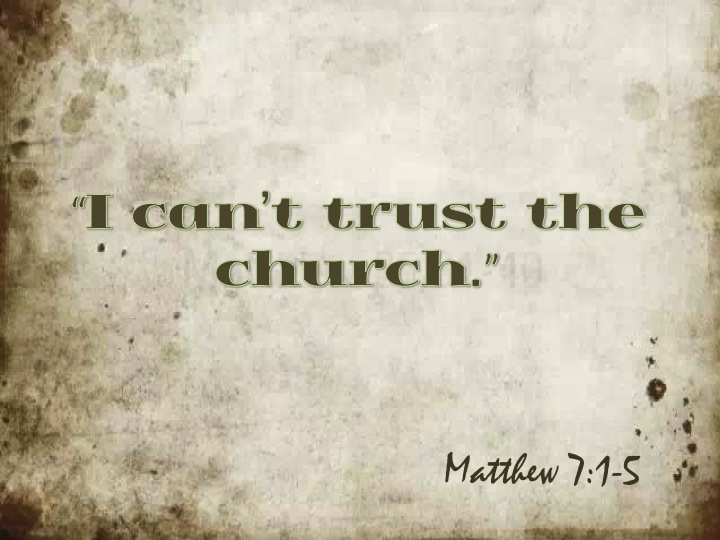 “I can’t trust the
church.”
Matthew 7:1-5